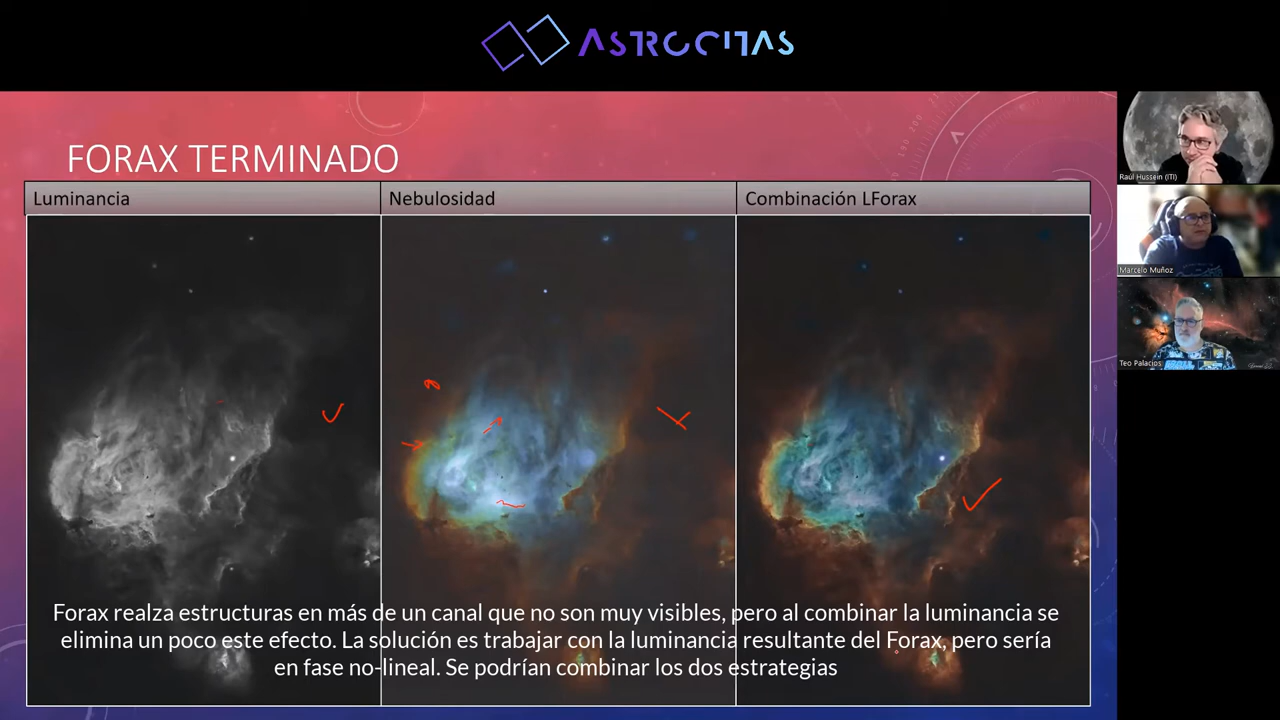 ASTROCITAS
FORAX TERMINADO
Luminancia
Nebulosidad
Combinación LForax
Forax realza estructuras en más de un canal que no son muy visibles, pero al combinar la luminancia se
elimina un poco este efecto. La solución es trabajar con la luminancia resultante del Forax, pero sería
en fase no-lineal. Se podrían combinar los dos estrategias
Raúl Hussein (ITI)
Marcelo Muñoz
Teo Palacios